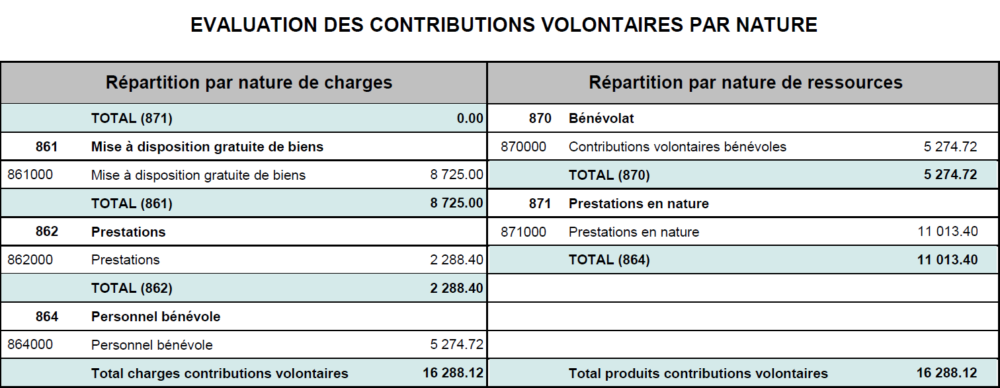 EVALUATION DES CONTRIBUTIONS VOLONTAIRES PAR NATURE
Répartition par nature de charges Répartition par nature de ressources
TOTAL (871) 0.00 870 Bénévolat
861 Mise à disposition gratuite de biens 870000 Contributions volontaires bénévoles 5 274.72
861000 Mise à disposition gratuite de biens 8 725.00 TOTAL (870) 5 274.72
TOTAL (861) 8 725.00 871 Prestations en nature
862 Prestations 871000 Prestations en nature 11 013.40
862000 Prestations 2 288.40 TOTAL (864) 11 013.40
TOTAL (862) 2 288.40
864 Personnel bénévole
864000 Personnel bénévole 5 274.72
Total charges contributions volontaires 16 288.12 Total produits contributions volontaires 16 288.12